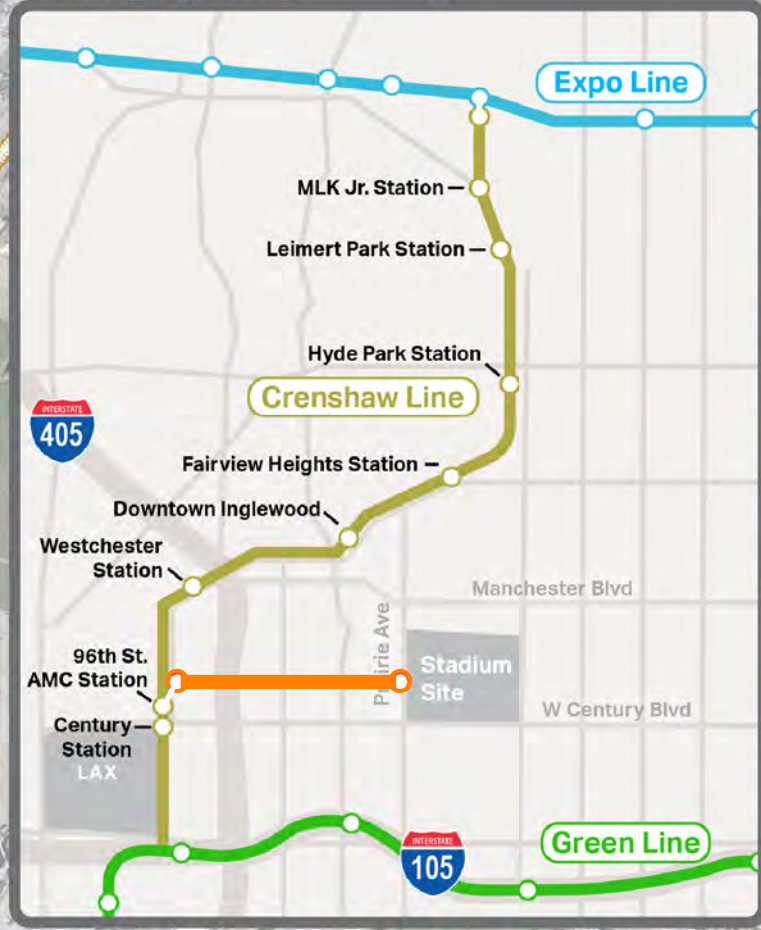 Expo Line
MLK Jr. Station
Leimert Park Station
Hyde Park Station
Crenshaw Line
INTERSTATE
405
Fairview Heights Station
Downtown Inglewood
Westchester
Station
Manchester Blvd
Prairie Ave
96th St.
AMC Station
Stadium
Site
W Century Blvd
Century
Station
LAX
INTERSTATE
105
Green Line